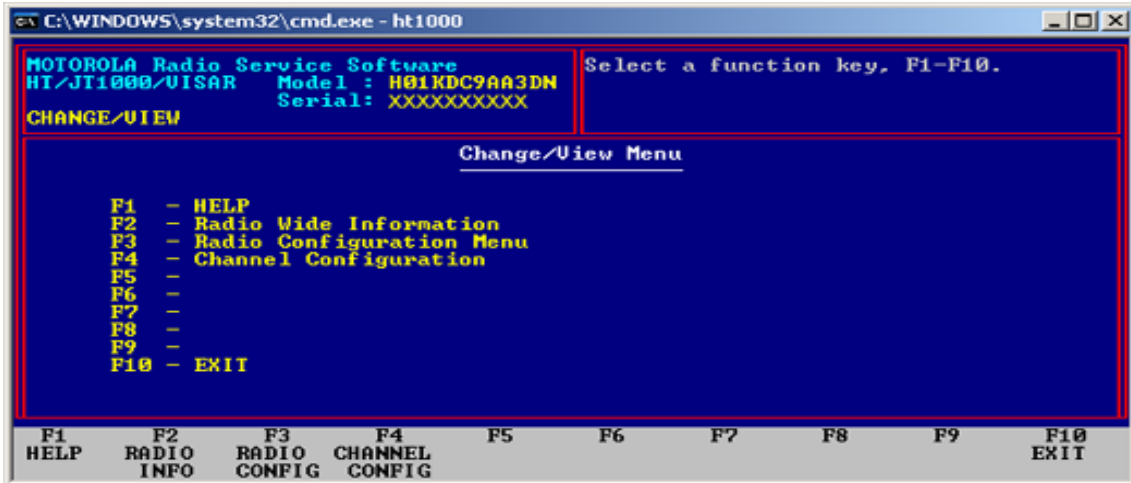 C:\WINDOWS\system32\cmd.exe - ht1000
MOTOROLA Radio Service Software
HT/JT1000/VISAR Model : H01KDC9AA3DN
Serial: XXXXXXXXXX
CHANGE/VIEW
Select a function key, F1-F10.
Change/View Menu
F1 - HELP
F2 - Radio Wide Information
F3 - Radio Configuration Menu
F4 - Channel Configuration
F5 -
F6 -
F7 -
F8 -
F9 -
F10 - EXIT
F1 F2 F3 F4 F5 F6 F7 F8 F9 F10
HELP RADIO RADIO CHANNEL EXIT
INFO CONFIG CONFIG